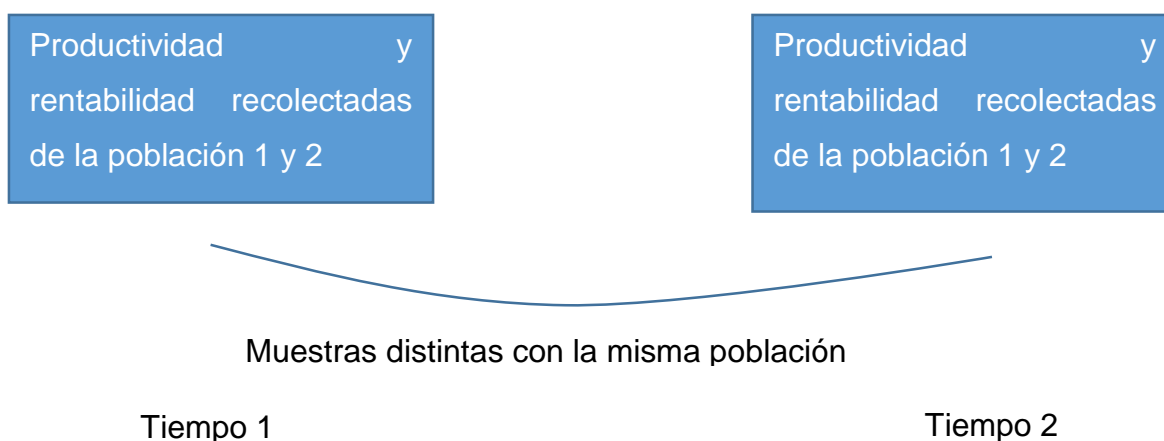 Productividad y
rentabilidad recolectadas
de la población 1 y 2
Productividad y
rentabilidad recolectadas
de la población 1 y 2
Muestras distintas con la misma población
Tiempo 1
Tiempo 2